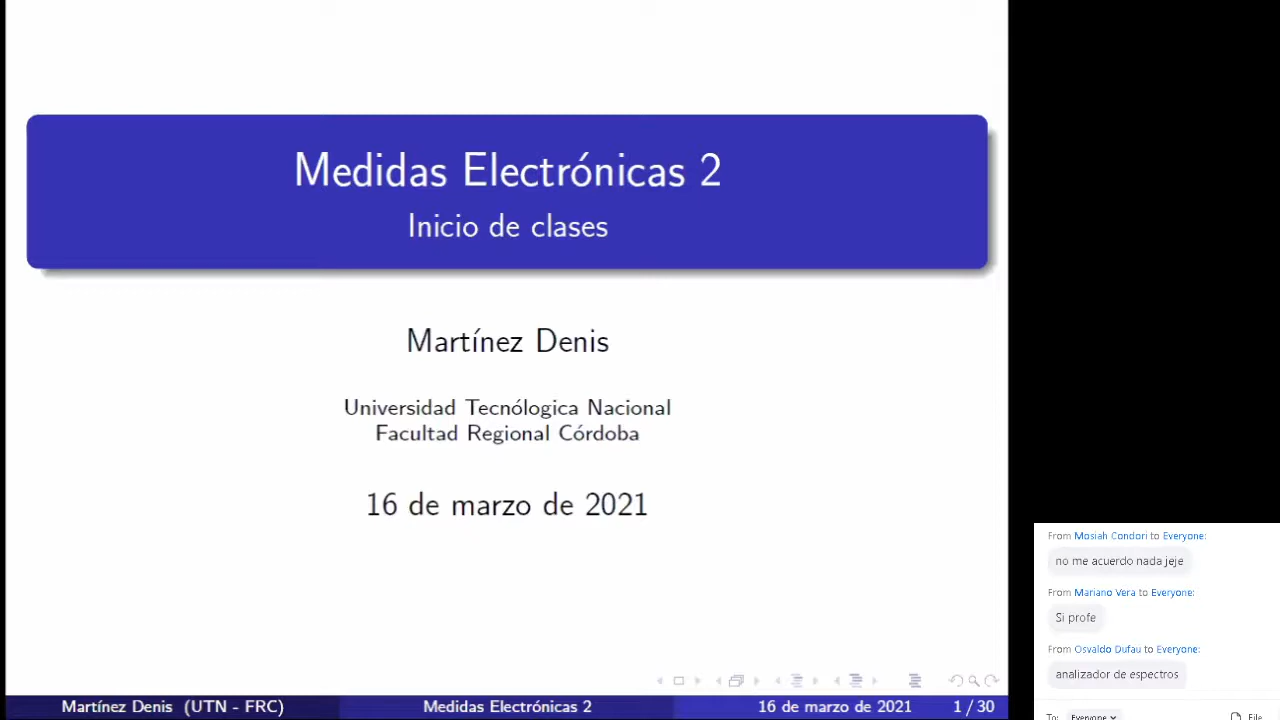 Medidas Electrónicas 2
Inicio de clases
Martínez Denis
Universidad Tecnólogica Nacional
Facultad Regional Córdoba
16 de marzo de 2021
Martínez Denis (UTN - FRC)
Medidas Electrónicas 2
16 de marzo de 2021
1 / 30
From Mosiah Condori to Everyone:
no me acuerdo nada jeje
From Mariano Vera to Everyone:
Si profe
From Osvaldo Dufau to Everyone:
analizador de espectros
To: Everyone
File